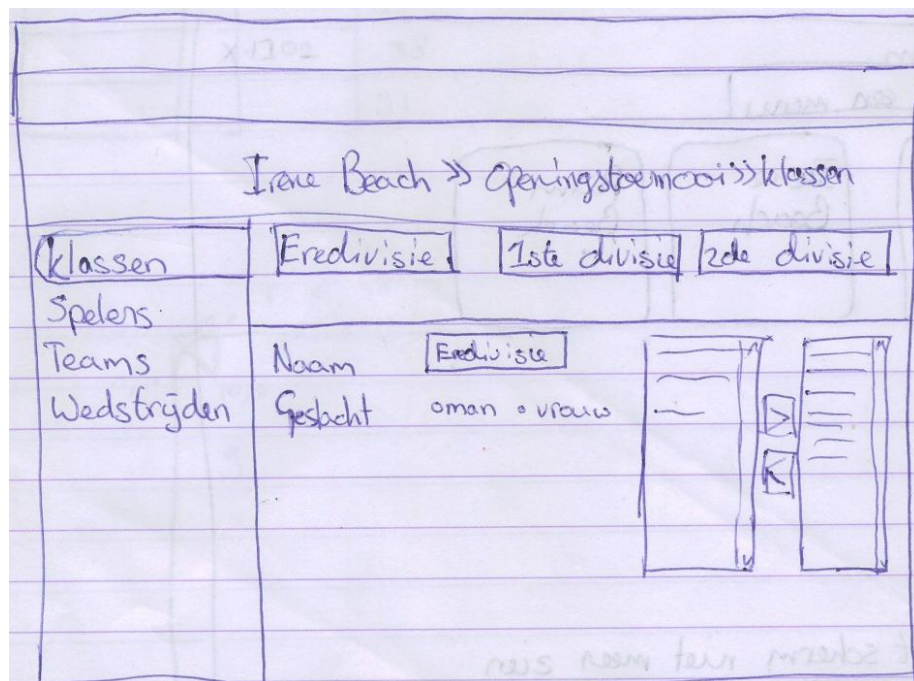 Irene Beach >> Openingstoernooi >> klassen
klassen
Eredivisie
1ste divisie
2de divisie
Spelers
Teams
Wedstrijden
Naam
Eredivisie
Geslacht
man
vrouw
>
<